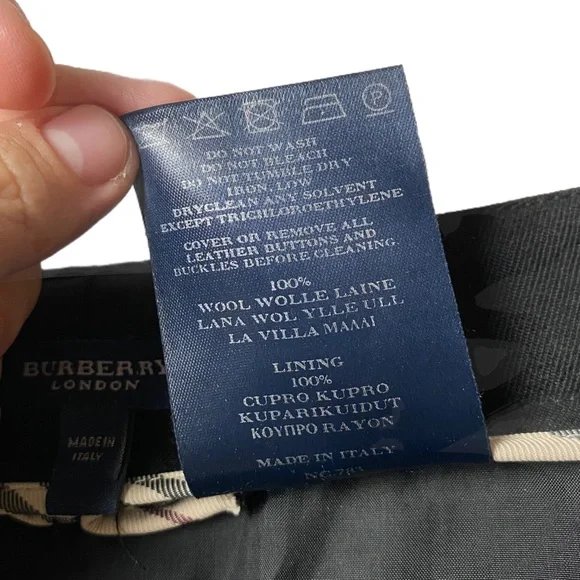 DO NOT WASH
DO NOT BLEACH
DO NOT TUMBLE DRY
IRON, LOW
DRYCLEAN ANY SOLVENT
EXCEPT TRICHLOROETHYLENE
COVER OR REMOVE ALL
LEATHER BUTTONS AND
BUCKLES BEFORE CLEANING.
100%
WOOL WOLLE LAINE
LANA WOL YLLE ULL
LA VILLA MAΛΛI
LINING
100%
CUPRO KUPRO
KUPARIKUIDUT
ΚΟΥΠΡΟ RAYON
MADE IN ITALY
BURBERRY
LONDON
MADE IN
ITALY